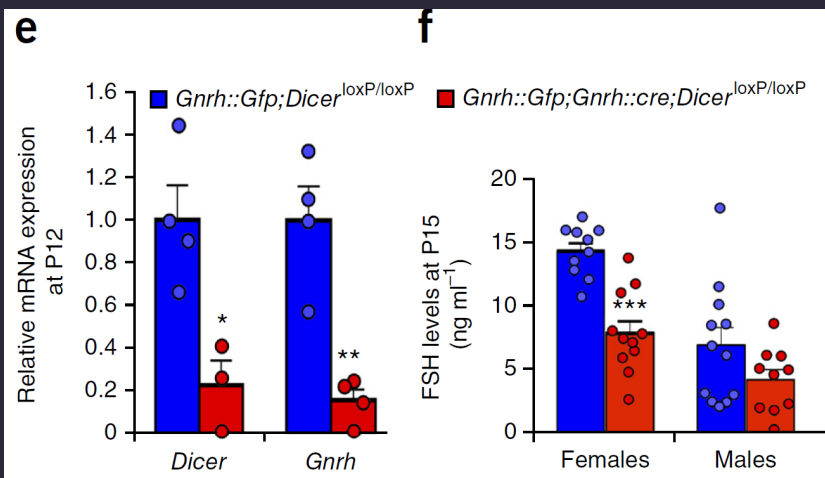 e
f
Gnrh::Gfp;Dicer loxP/loxP
Gnrh::Gfp;Gnrh::cre;Dicer loxP/loxP
Relative mRNA expression
at P12
1.6
1.4
1.2
1.0
0.8
0.6
0.4
0.2
0
*
**
Dicer
Gnrh
FSH levels at P15
(ng ml⁻¹)
20
15
10
5
0
***
Females
Males